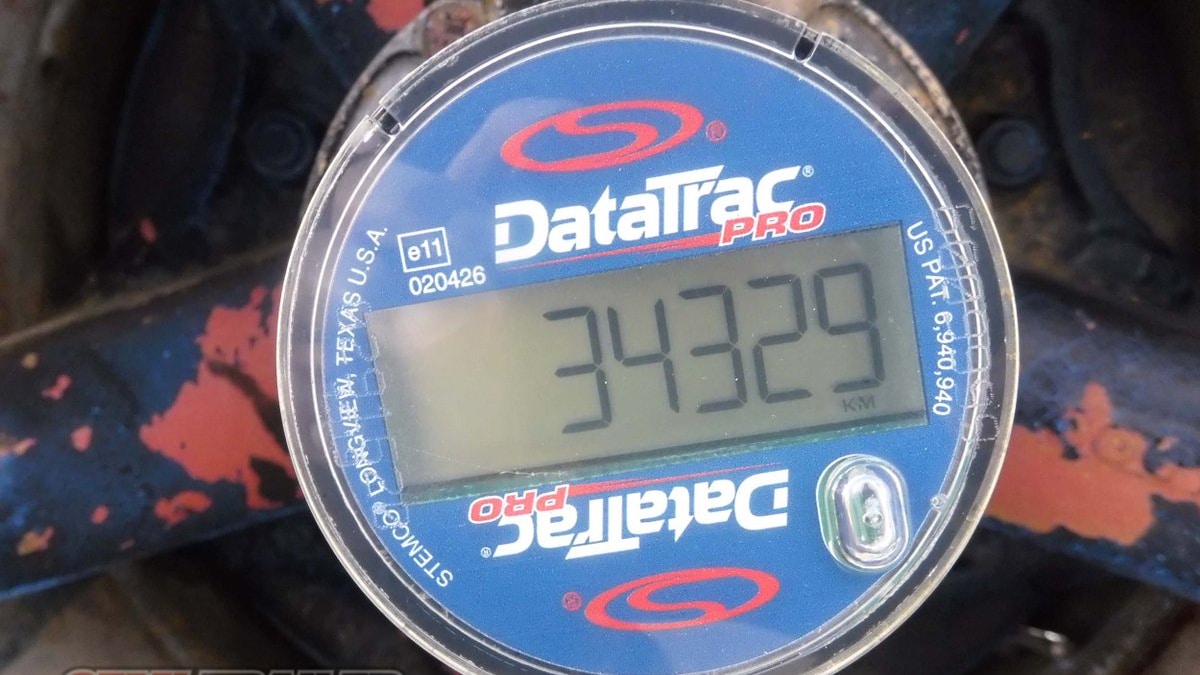 DataTrac®
PRO
e11
020426
34329
KM
US PAT. 6,940,940
STEMCO® LONGVIEW, TEXAS U.S.A.
DataTrac®
PRO